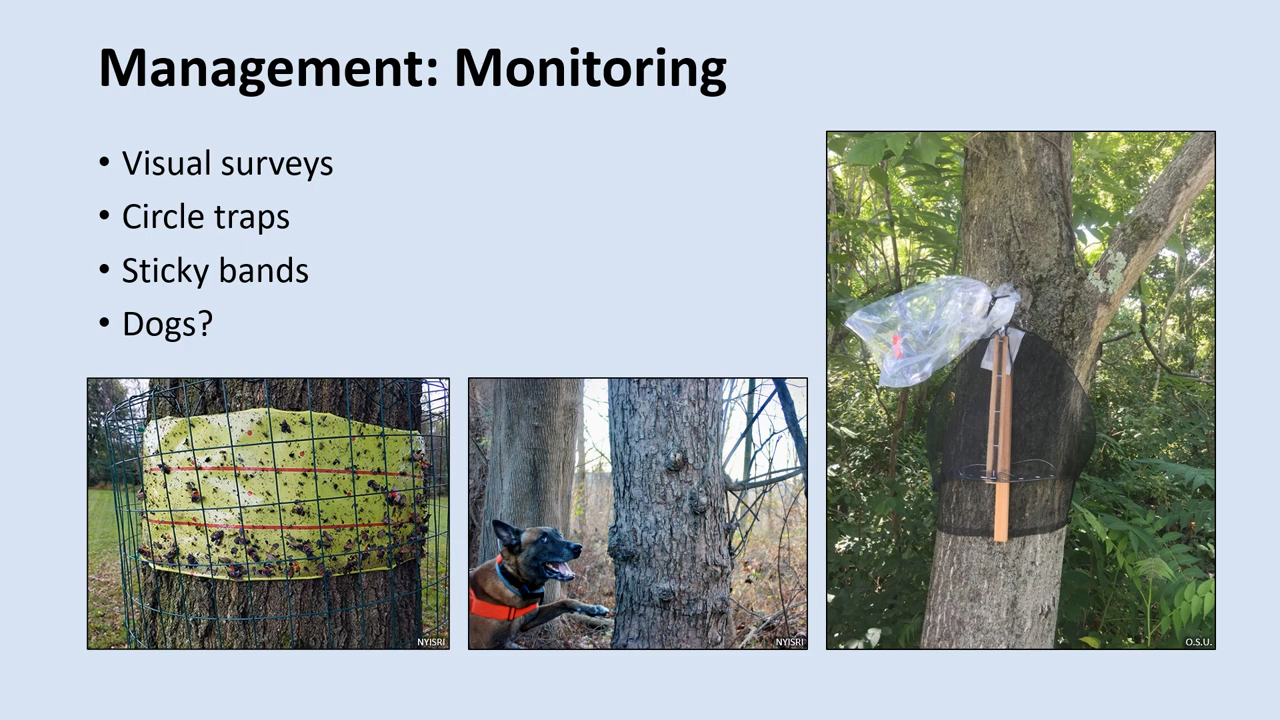 Management: Monitoring
• Visual surveys
• Circle traps
• Sticky bands
• Dogs?
NYISRI
NYISRI
O.S.U.